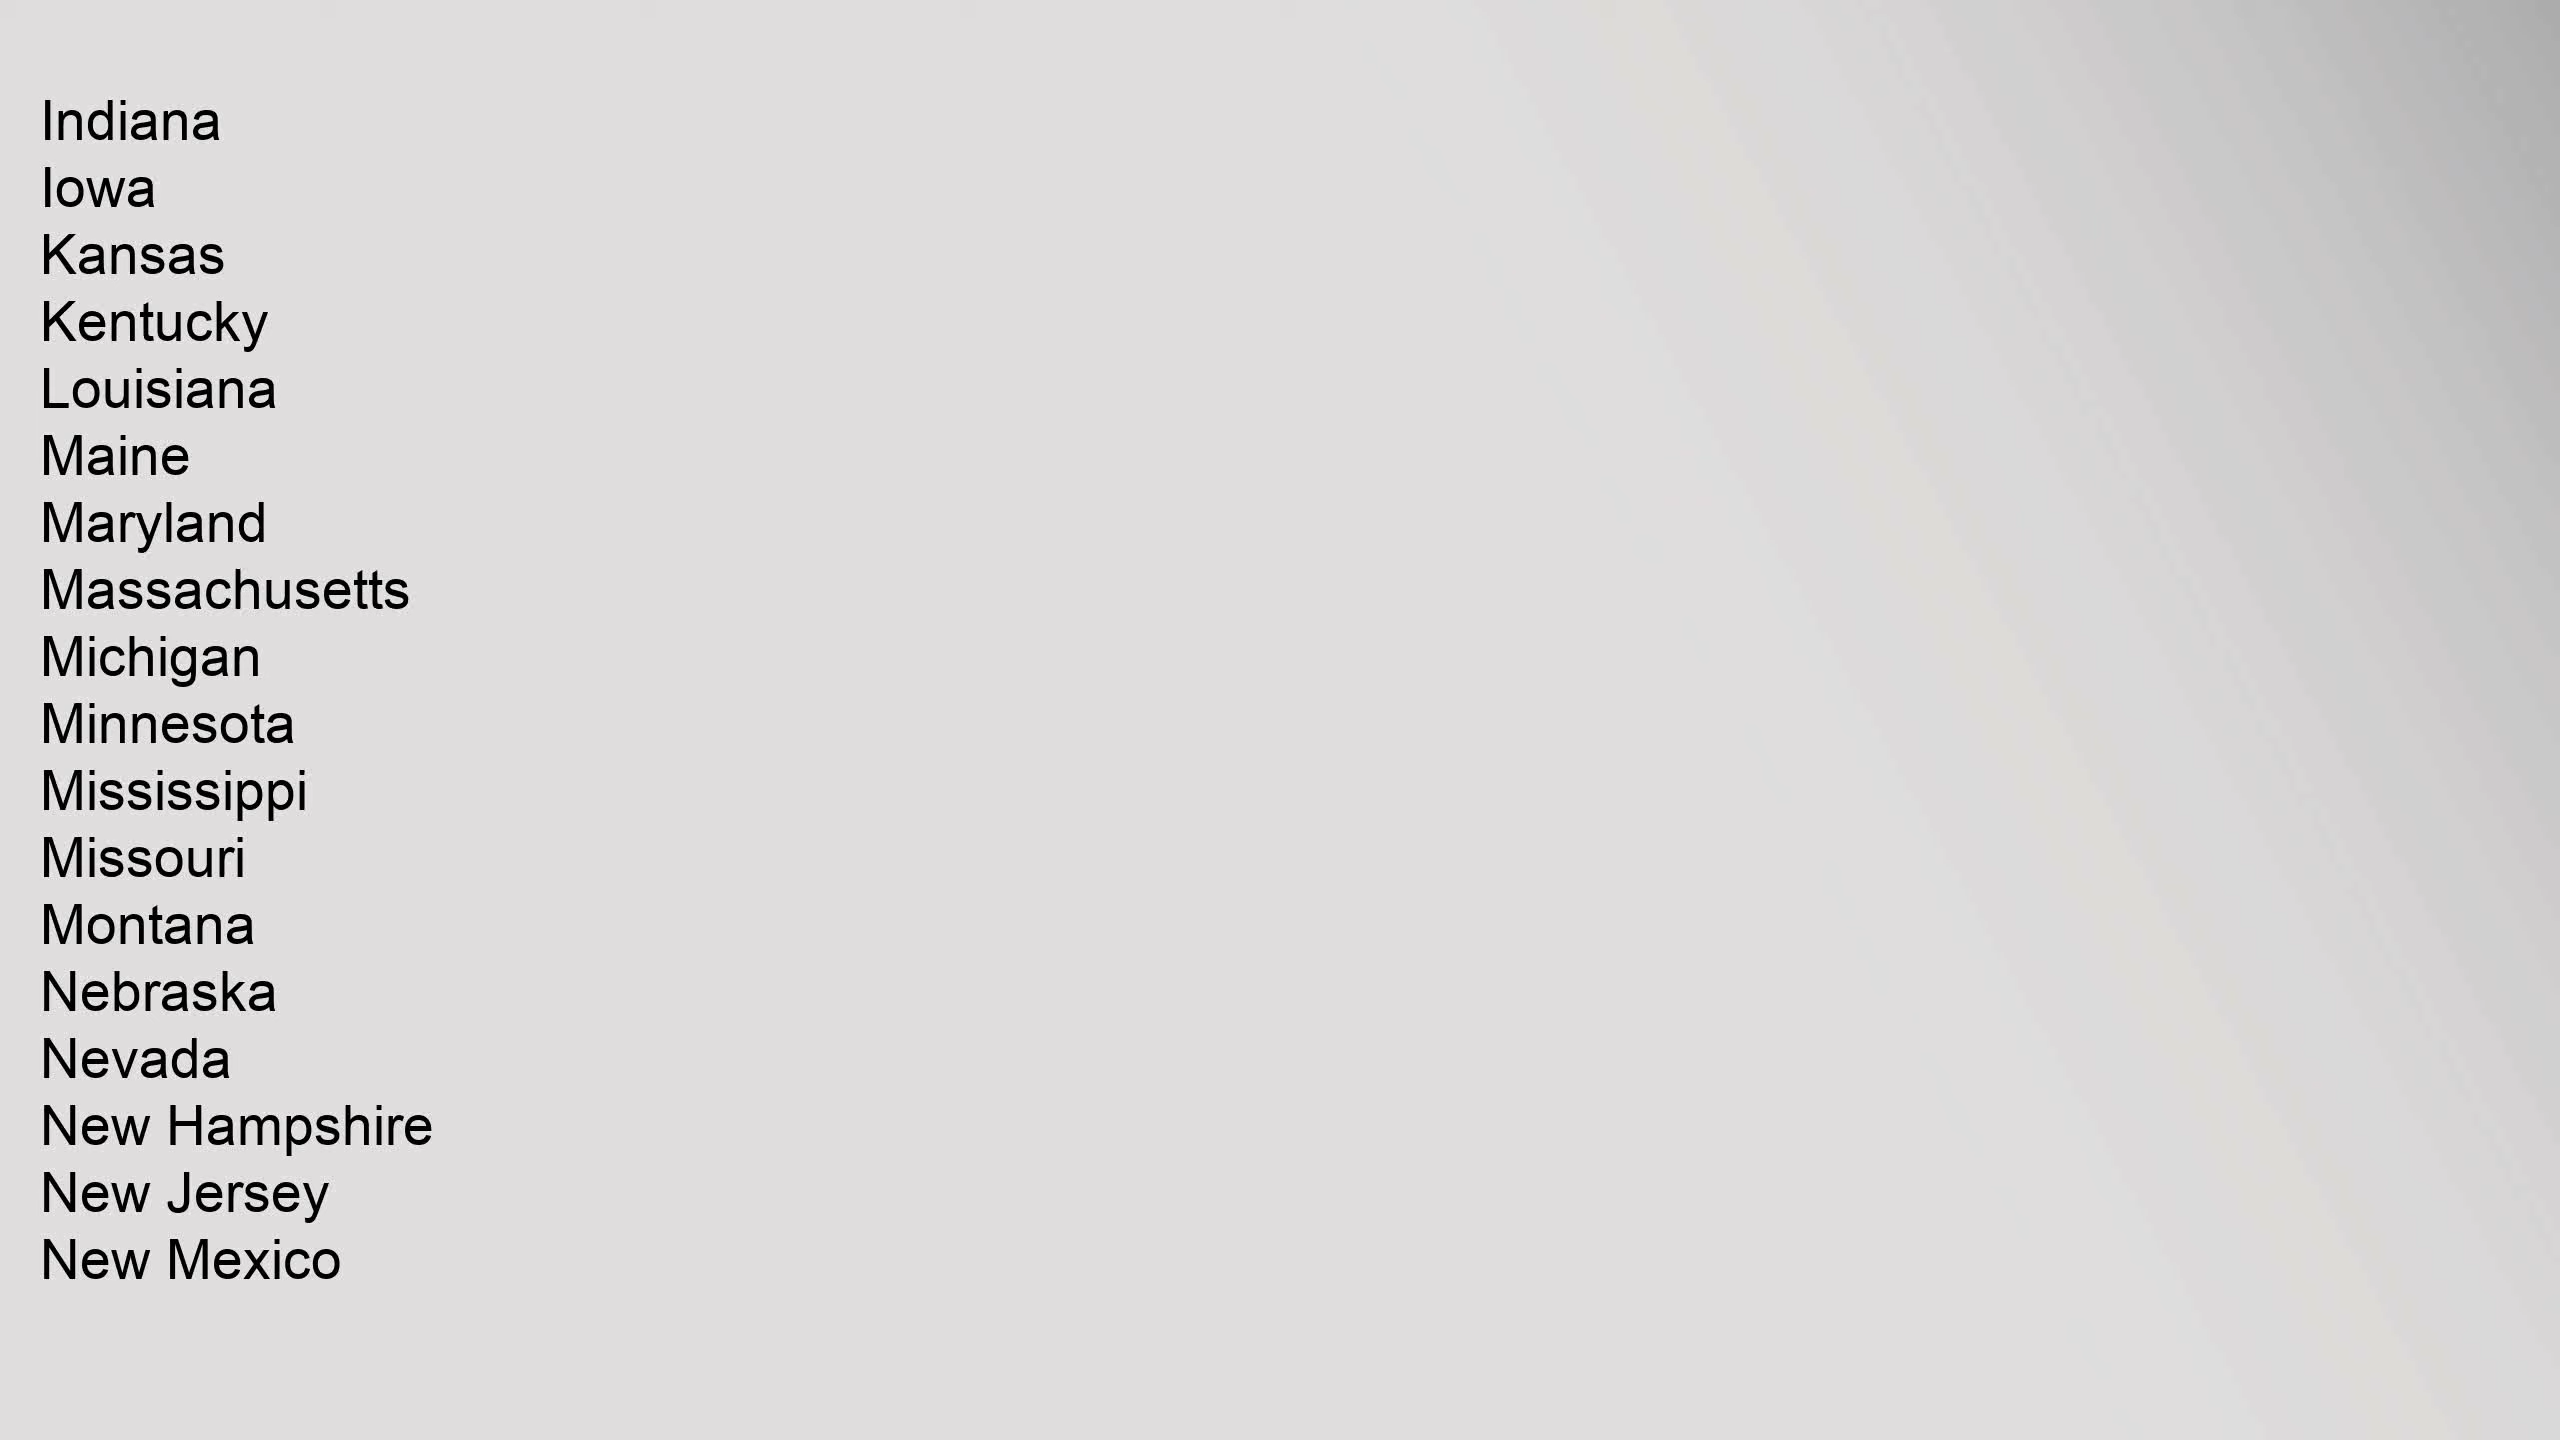 Indiana
Iowa
Kansas
Kentucky
Louisiana
Maine
Maryland
Massachusetts
Michigan
Minnesota
Mississippi
Missouri
Montana
Nebraska
Nevada
New Hampshire
New Jersey
New Mexico